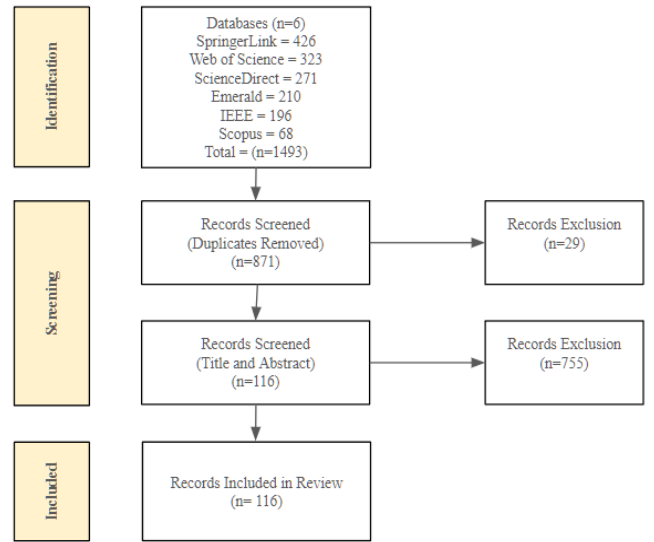 Identification
Databases (n=6)
SpringerLink = 426
Web of Science = 323
ScienceDirect = 271
Emerald = 210
IEEE = 196
Scopus = 68
Total = (n=1493)
Screening
Records Screened
(Duplicates Removed)
(n=871)
Records Exclusion
(n=29)
Records Screened
(Title and Abstract)
(n=116)
Records Exclusion
(n=755)
Included
Records Included in Review
(n= 116)